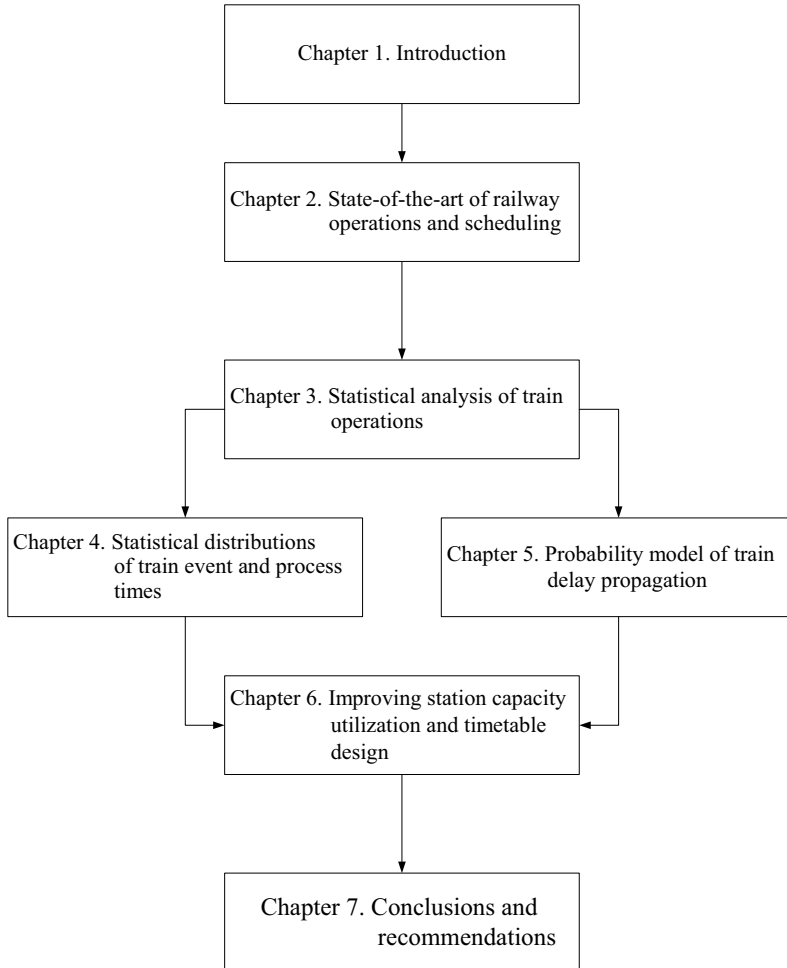 Chapter 1. Introduction
Chapter 2. State-of-the-art of railway
operations and scheduling
Chapter 3. Statistical analysis of train
operations
Chapter 4. Statistical distributions
of train event and process
times
Chapter 5. Probability model of train
delay propagation
Chapter 6. Improving station capacity
utilization and timetable
design
Chapter 7. Conclusions and
recommendations